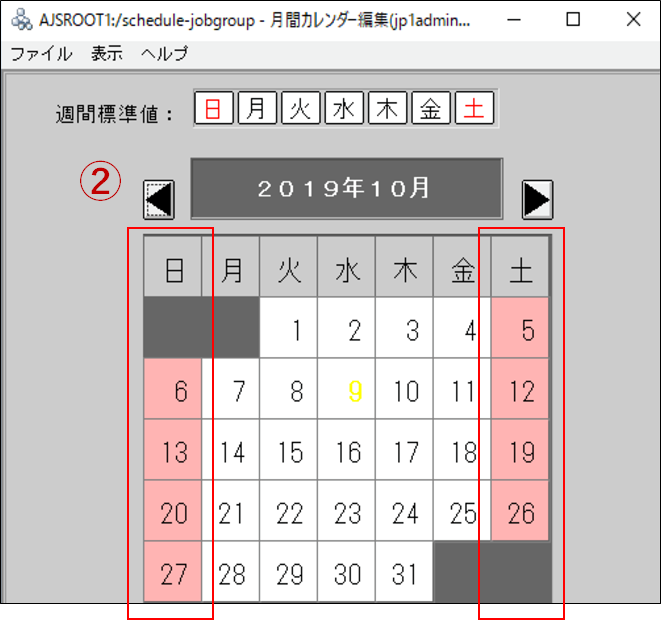 AJSROOT1:/schedule-jobgroup - 月間カレンダー編集(jp1admin...
ファイル 表示 ヘルプ
週間標準値: 日 月 火 水 木 金 土
②
2019年10月
日 月 火 水 木 金 土
1 2 3 4 5
6 7 8 9 10 11 12
13 14 15 16 17 18 19
20 21 22 23 24 25 26
27 28 29 30 31